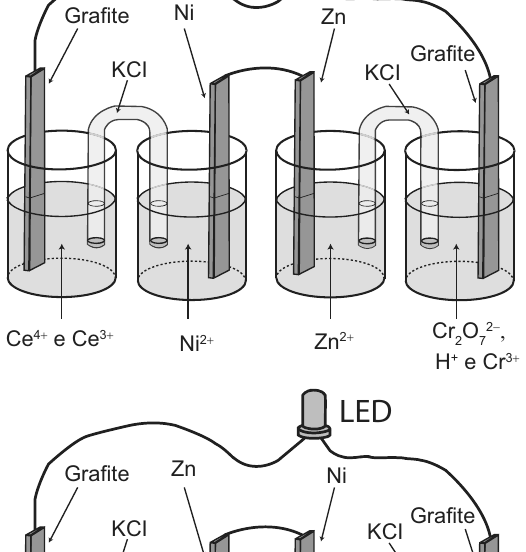 Grafite
Ni
Zn
Grafite
KCl
KCl
Ce⁴⁺ e Ce³⁺
Ni²⁺
Zn²⁺
Cr₂O₇²⁻,
H⁺ e Cr³⁺
LED
Grafite
Zn
Ni
Grafite
KCl
KCl